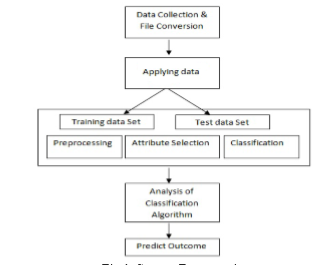 Data Collection &
File Conversion
Applying data
Training data Set
Test data Set
Preprocessing
Attribute Selection
Classification
Analysis of
Classification
Algorithm
Predict Outcome